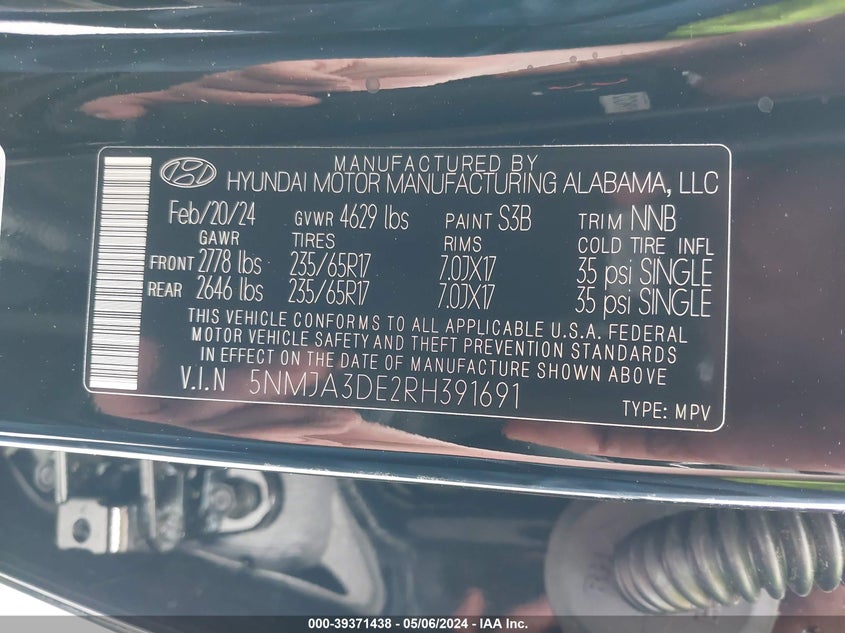 MANUFACTURED BY
HYUNDAI MOTOR MANUFACTURING ALABAMA, LLC
Feb/20/24 GVWR 4629 lbs PAINT S3B TRIM NNB
GAWR TIRES RIMS COLD TIRE INFL
FRONT 2778 lbs 235/65R17 7.0JX17 35 psi SINGLE
REAR 2646 lbs 235/65R17 7.0JX17 35 psi SINGLE
THIS VEHICLE CONFORMS TO ALL APPLICABLE U.S.A. FEDERAL
MOTOR VEHICLE SAFETY AND THEFT PREVENTION STANDARDS
IN EFFECT ON THE DATE OF MANUFACTURE SHOWN ABOVE
V.I.N 5NMJA3DE2RH391691
TYPE: MPV
000-39371438 - 05/06/2024 - IAA Inc.